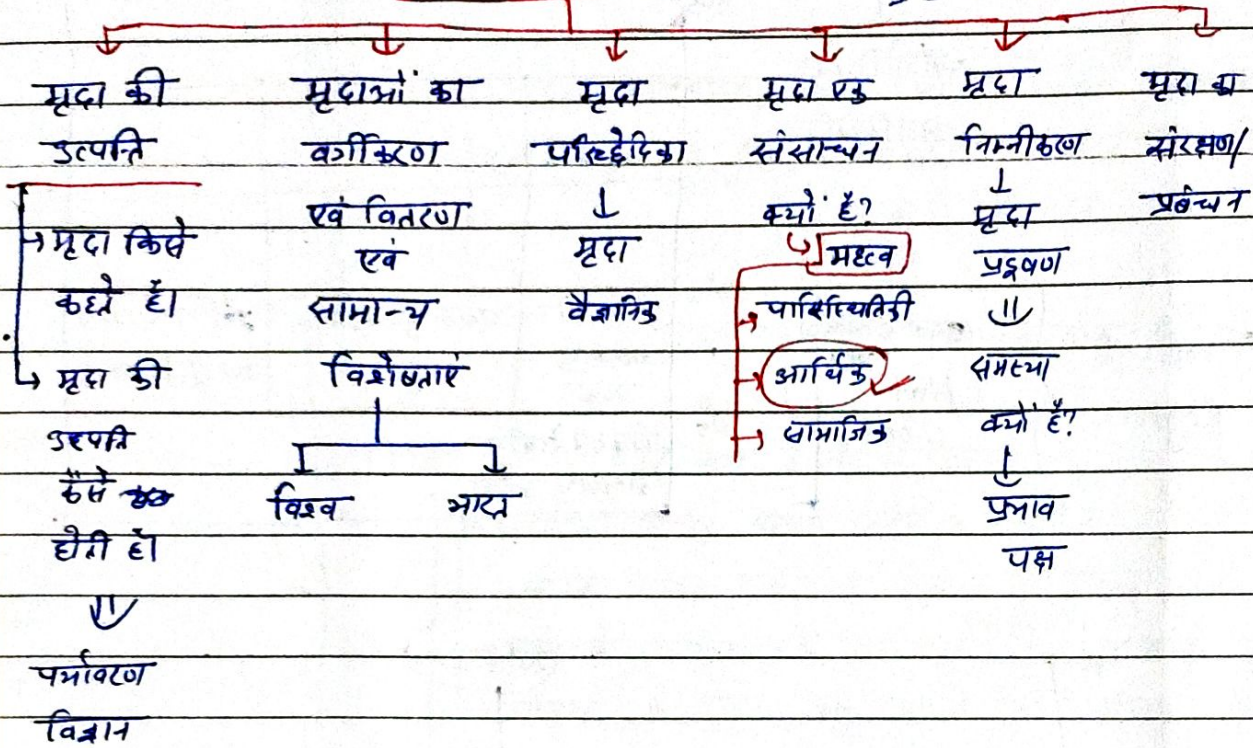 मृदा की
उत्पत्ति
→ मृदा किसे
कहते हैं।
→ मृदा की
उत्पत्ति
कैसे
होती है।
⇓
पर्यावरण
विज्ञान
मृदाओं का
वर्गीकरण
एवं वितरण
एवं
सामान्य
विशेषताएं
विश्व भारत
मृदा
परिच्छेदिका
↓
मृदा
वैज्ञानिक
मृदा एक
संसाधन
क्यों है?
महत्व
→ पारिस्थितिकी
→ आर्थिक
→ सामाजिक
मृदा
निम्नीकरण
↓
मृदा
प्रदूषण
⇓
समस्या
क्यों है?
↓
प्रभाव
पक्ष
मृदा का
संरक्षण/
प्रबंधन